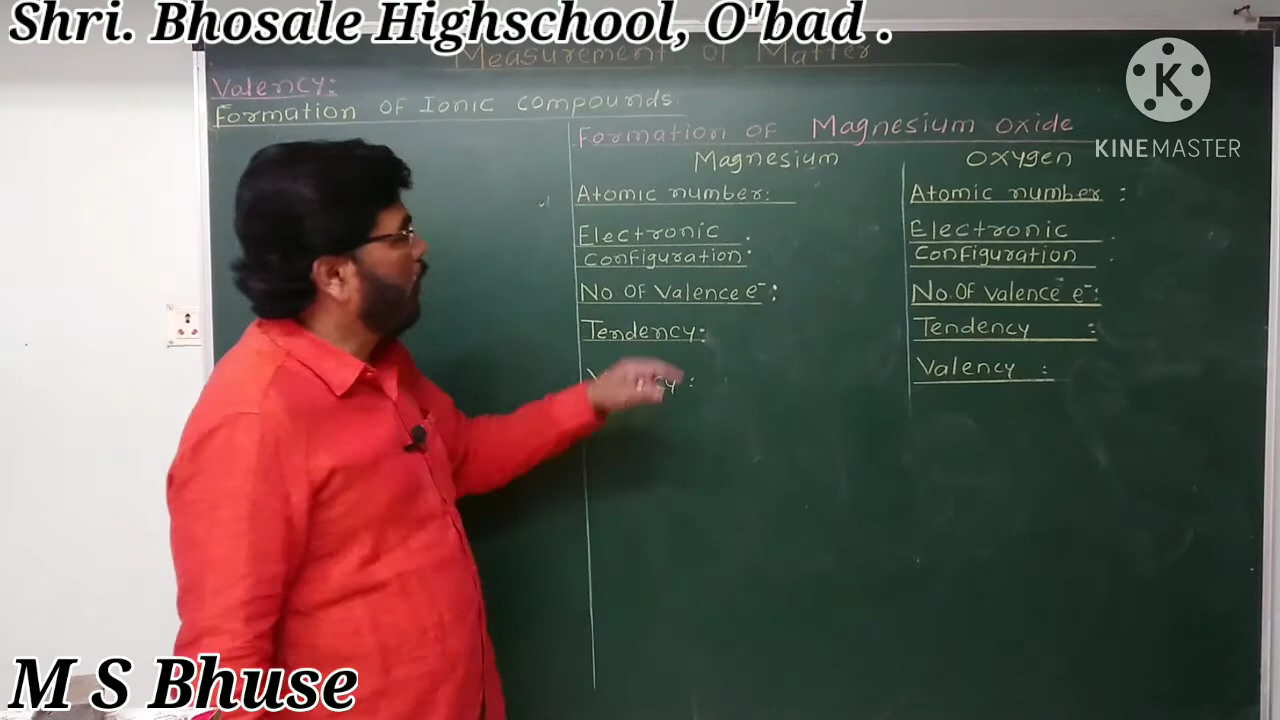 Shri. Bhosale Highschool, O'bad .
Measurement of Matter
Valency:
Formation of Ionic compounds
Formation of Magnesium oxide
Magnesium
Atomic number:
Electronic
configuration:
No. of valence e⁻:
Tendency:
Oxygen
Atomic number :
Electronic
configuration :
No. of valence e⁻:
Tendency :
Valency :
K
KINEMASTER
M S Bhuse